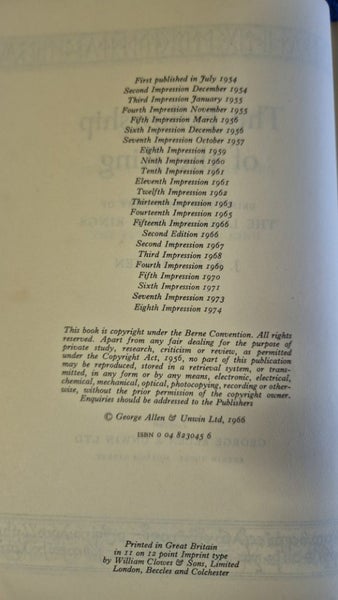 First published in July 1954
Second Impression December 1954
Third Impression January 1955
Fourth Impression November 1955
Fifth Impression March 1956
Sixth Impression December 1956
Seventh Impression October 1957
Eighth Impression 1959
Ninth Impression 1960
Tenth Impression 1961
Eleventh Impression 1961
Twelfth Impression 1962
Thirteenth Impression 1963
Fourteenth Impression 1965
Fifteenth Impression 1966
Second Edition 1966
Second Impression 1967
Third Impression 1968
Fourth Impression 1969
Fifth Impression 1970
Sixth Impression 1971
Seventh Impression 1973
Eighth Impression 1974
This book is copyright under the Berne Convention. All rights
reserved. Apart from any fair dealing for the purpose of
private study, research, criticism or review, as permitted
under the Copyright Act, 1956, no part of this publication
may be reproduced, stored in a retrieval system, or trans-
mitted, in any form or by any means, electronic, electrical,
chemical, mechanical, optical, photocopying, recording or other-
wise, without the prior permission of the copyright owner.
Enquiries should be addressed to the Publishers
© George Allen & Unwin Ltd, 1966
ISBN 0 04 823045 6
Printed in Great Britain
in 11 on 12 point Imprint type
by William Clowes & Sons, Limited
London, Beccles and Colchester